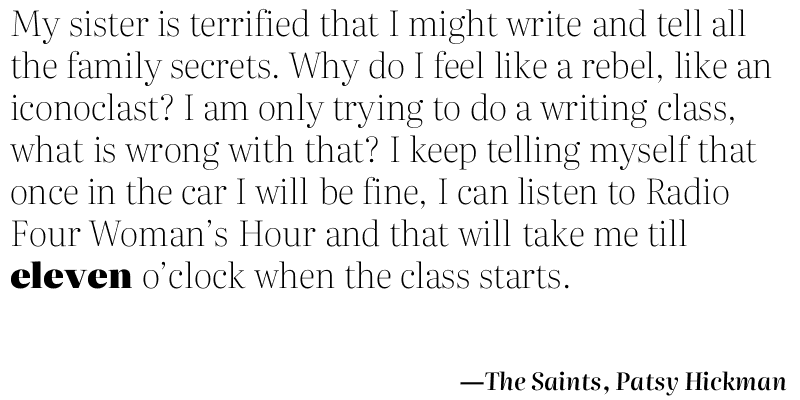 My sister is terrified that I might write and tell all
the family secrets. Why do I feel like a rebel, like an
iconoclast? I am only trying to do a writing class,
what is wrong with that? I keep telling myself that
once in the car I will be fine, I can listen to Radio
Four Woman’s Hour and that will take me till
eleven o’clock when the class starts.
—The Saints, Patsy Hickman